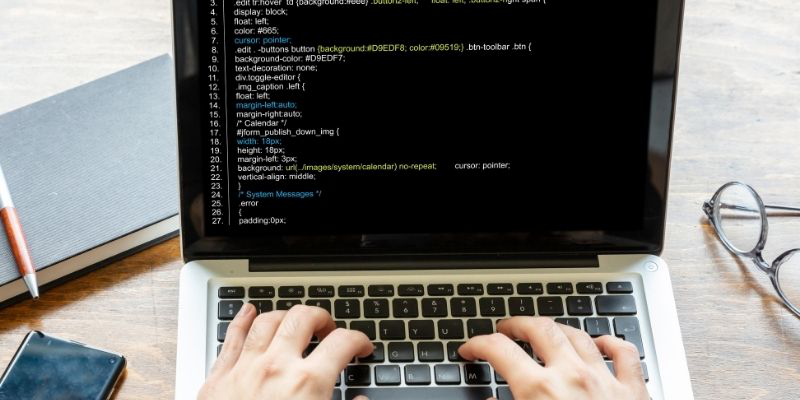 3. .edit tr:hover td {background:#eee} .button2-left, float: left; .button2-right span {
4. display: block;
5. float: left;
6. color: #665;
7. cursor: pointer;
8. .edit . -buttons button {background:#D9EDF8; color:#09519;} .btn-toolbar .btn {
9. background-color: #D9EDF7;
10. text-decoration: none;
11. div.toggle-editor {
12. .img_caption .left {
13. float: left;
14. margin-left:auto;
15. margin-right:auto;
16. /* Calendar */
17. #jform_publish_down_img {
18. width: 18px;
19. height: 18px;
20. margin-left: 3px;
21. background: url(../images/system/calendar) no-repeat; cursor: pointer;
22. vertical-align: middle;
23. }
24. /* System Messages */
25. .error
26. {
27. padding:0px;